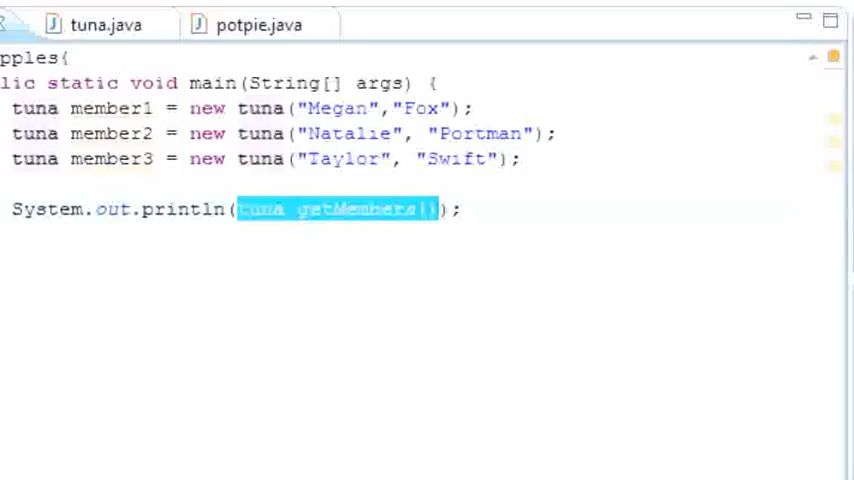 tuna.java potpie.java
pples{
lic static void main(String[] args) {
tuna member1 = new tuna("Megan","Fox");
tuna member2 = new tuna("Natalie", "Portman");
tuna member3 = new tuna("Taylor", "Swift");
System.out.println(tuna.getMembers());